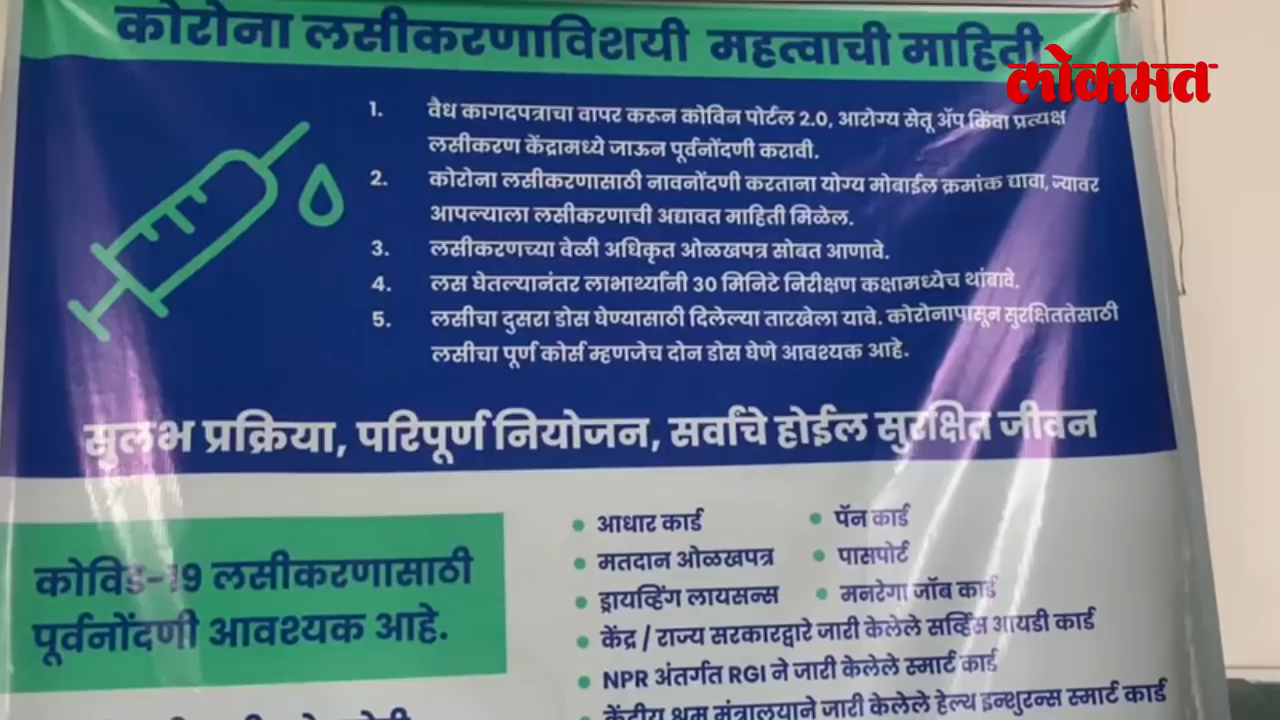 कोरोना लसीकरणाविशयी महत्वाची माहिती
लोकमत
1. वैध कागदपत्राचा वापर करून कोविन पोर्टल 2.0, आरोग्य सेतू ॲप किंवा प्रत्यक्ष
लसीकरण केंद्रामध्ये जाऊन पूर्वनोंदणी करावी.
2. कोरोना लसीकरणासाठी नावनोंदणी करताना योग्य मोबाईल क्रमांक द्यावा, ज्यावर
आपल्याला लसीकरणाची अद्यावत माहिती मिळेल.
3. लसीकरणच्या वेळी अधिकृत ओळखपत्र सोबत आणावे.
4. लस घेतल्यानंतर लाभार्थ्यांनी 30 मिनिटे निरीक्षण कक्षामध्येच थांबावे.
5. लसीचा दुसरा डोस घेण्यासाठी दिलेल्या तारखेला यावे. कोरोनापासून सुरक्षिततेसाठी
लसीचा पूर्ण कोर्स म्हणजेच दोन डोस घेणे आवश्यक आहे.
सुलभ प्रक्रिया, परिपूर्ण नियोजन, सर्वांचे होईल सुरक्षित जीवन
कोविड-19 लसीकरणासाठी
पूर्वनोंदणी आवश्यक आहे.
• आधार कार्ड • पॅन कार्ड
• मतदान ओळखपत्र • पासपोर्ट
• ड्रायव्हिंग लायसन्स • मनरेगा जॉब कार्ड
• केंद्र / राज्य सरकारद्वारे जारी केलेले सर्व्हिस आयडी कार्ड
• NPR अंतर्गत RGI ने जारी केलेले स्मार्ट कार्ड
• केंद्रीय श्रम मंत्रालयाने जारी केलेले हेल्थ इन्शुरन्स स्मार्ट कार्ड